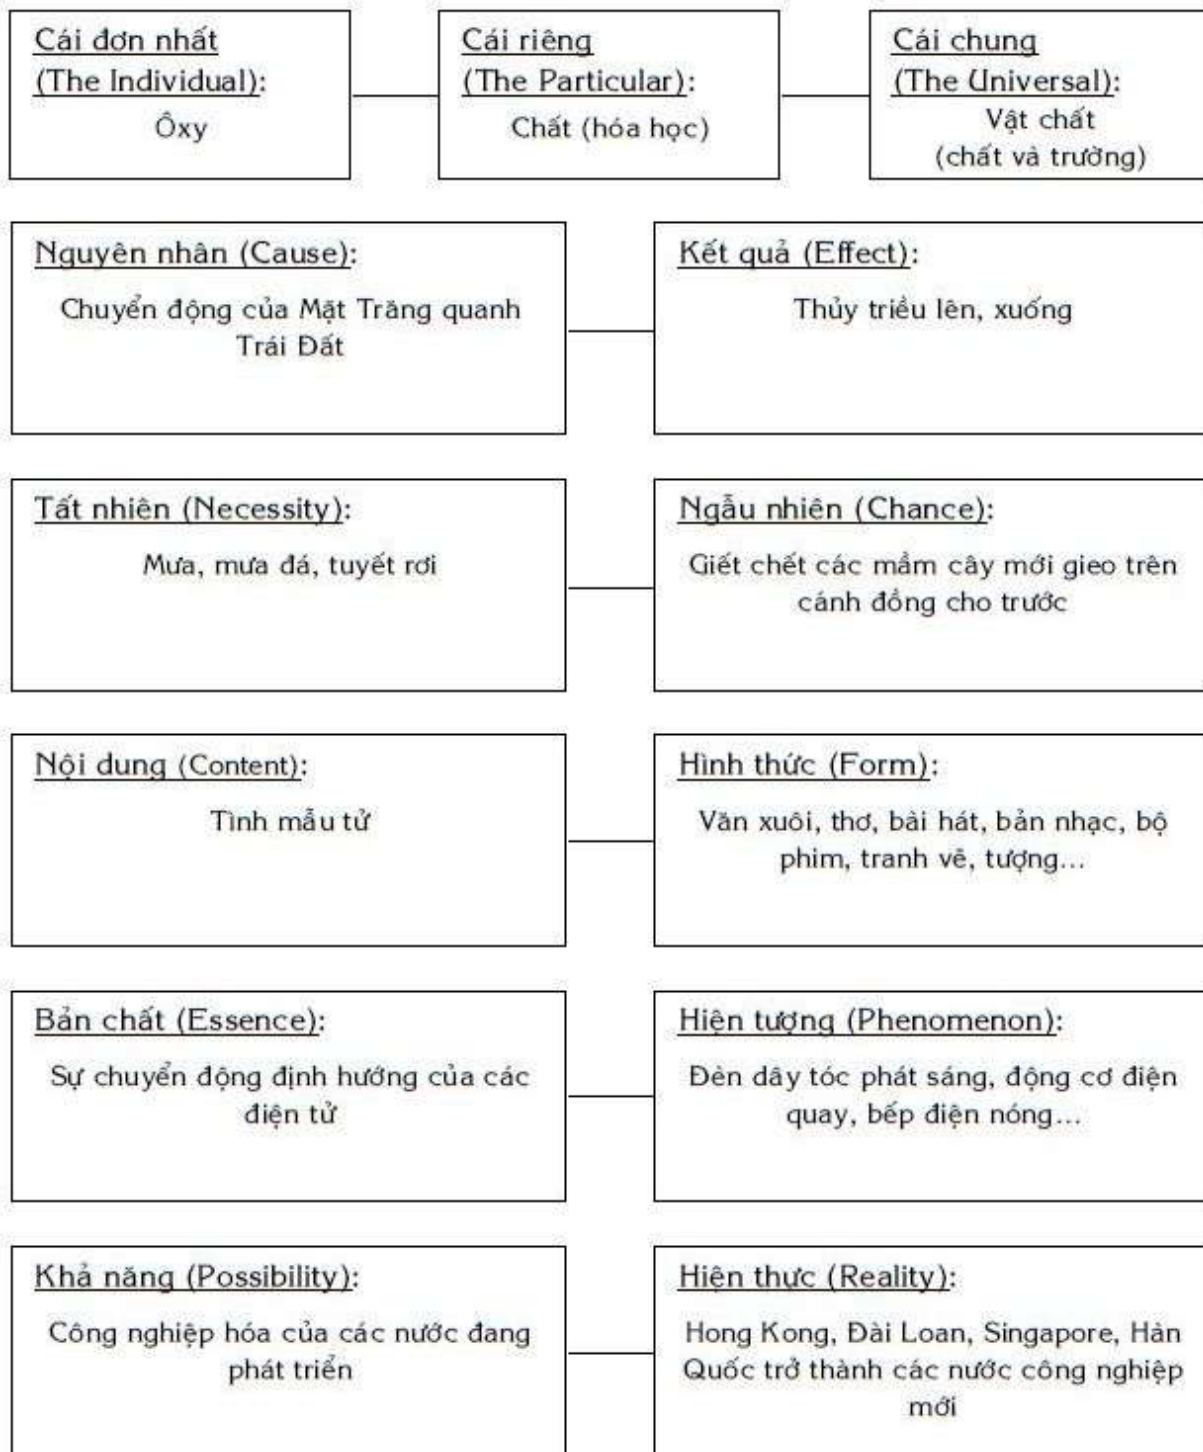 Cái đơn nhất
(The Individual):
Ôxy
Cái riêng
(The Particular):
Chất (hóa học)
Cái chung
(The Universal):
Vật chất
(chất và trường)
Nguyên nhân (Cause):
Chuyển động của Mặt Trăng quanh
Trái Đất
Kết quả (Effect):
Thủy triều lên, xuống
Tất nhiên (Necessity):
Mưa, mưa đá, tuyết rơi
Ngẫu nhiên (Chance):
Giết chết các mầm cây mới gieo trên
cánh đồng cho trước
Nội dung (Content):
Tình mẫu tử
Hình thức (Form):
Văn xuôi, thơ, bài hát, bản nhạc, bộ
phim, tranh vẽ, tượng...
Bản chất (Essence):
Sự chuyển động định hướng của các
điện tử
Hiện tượng (Phenomenon):
Đèn dây tóc phát sáng, động cơ điện
quay, bếp điện nóng...
Khả năng (Possibility):
Công nghiệp hóa của các nước đang
phát triển
Hiện thực (Reality):
Hong Kong, Đài Loan, Singapore, Hàn
Quốc trở thành các nước công nghiệp
mới